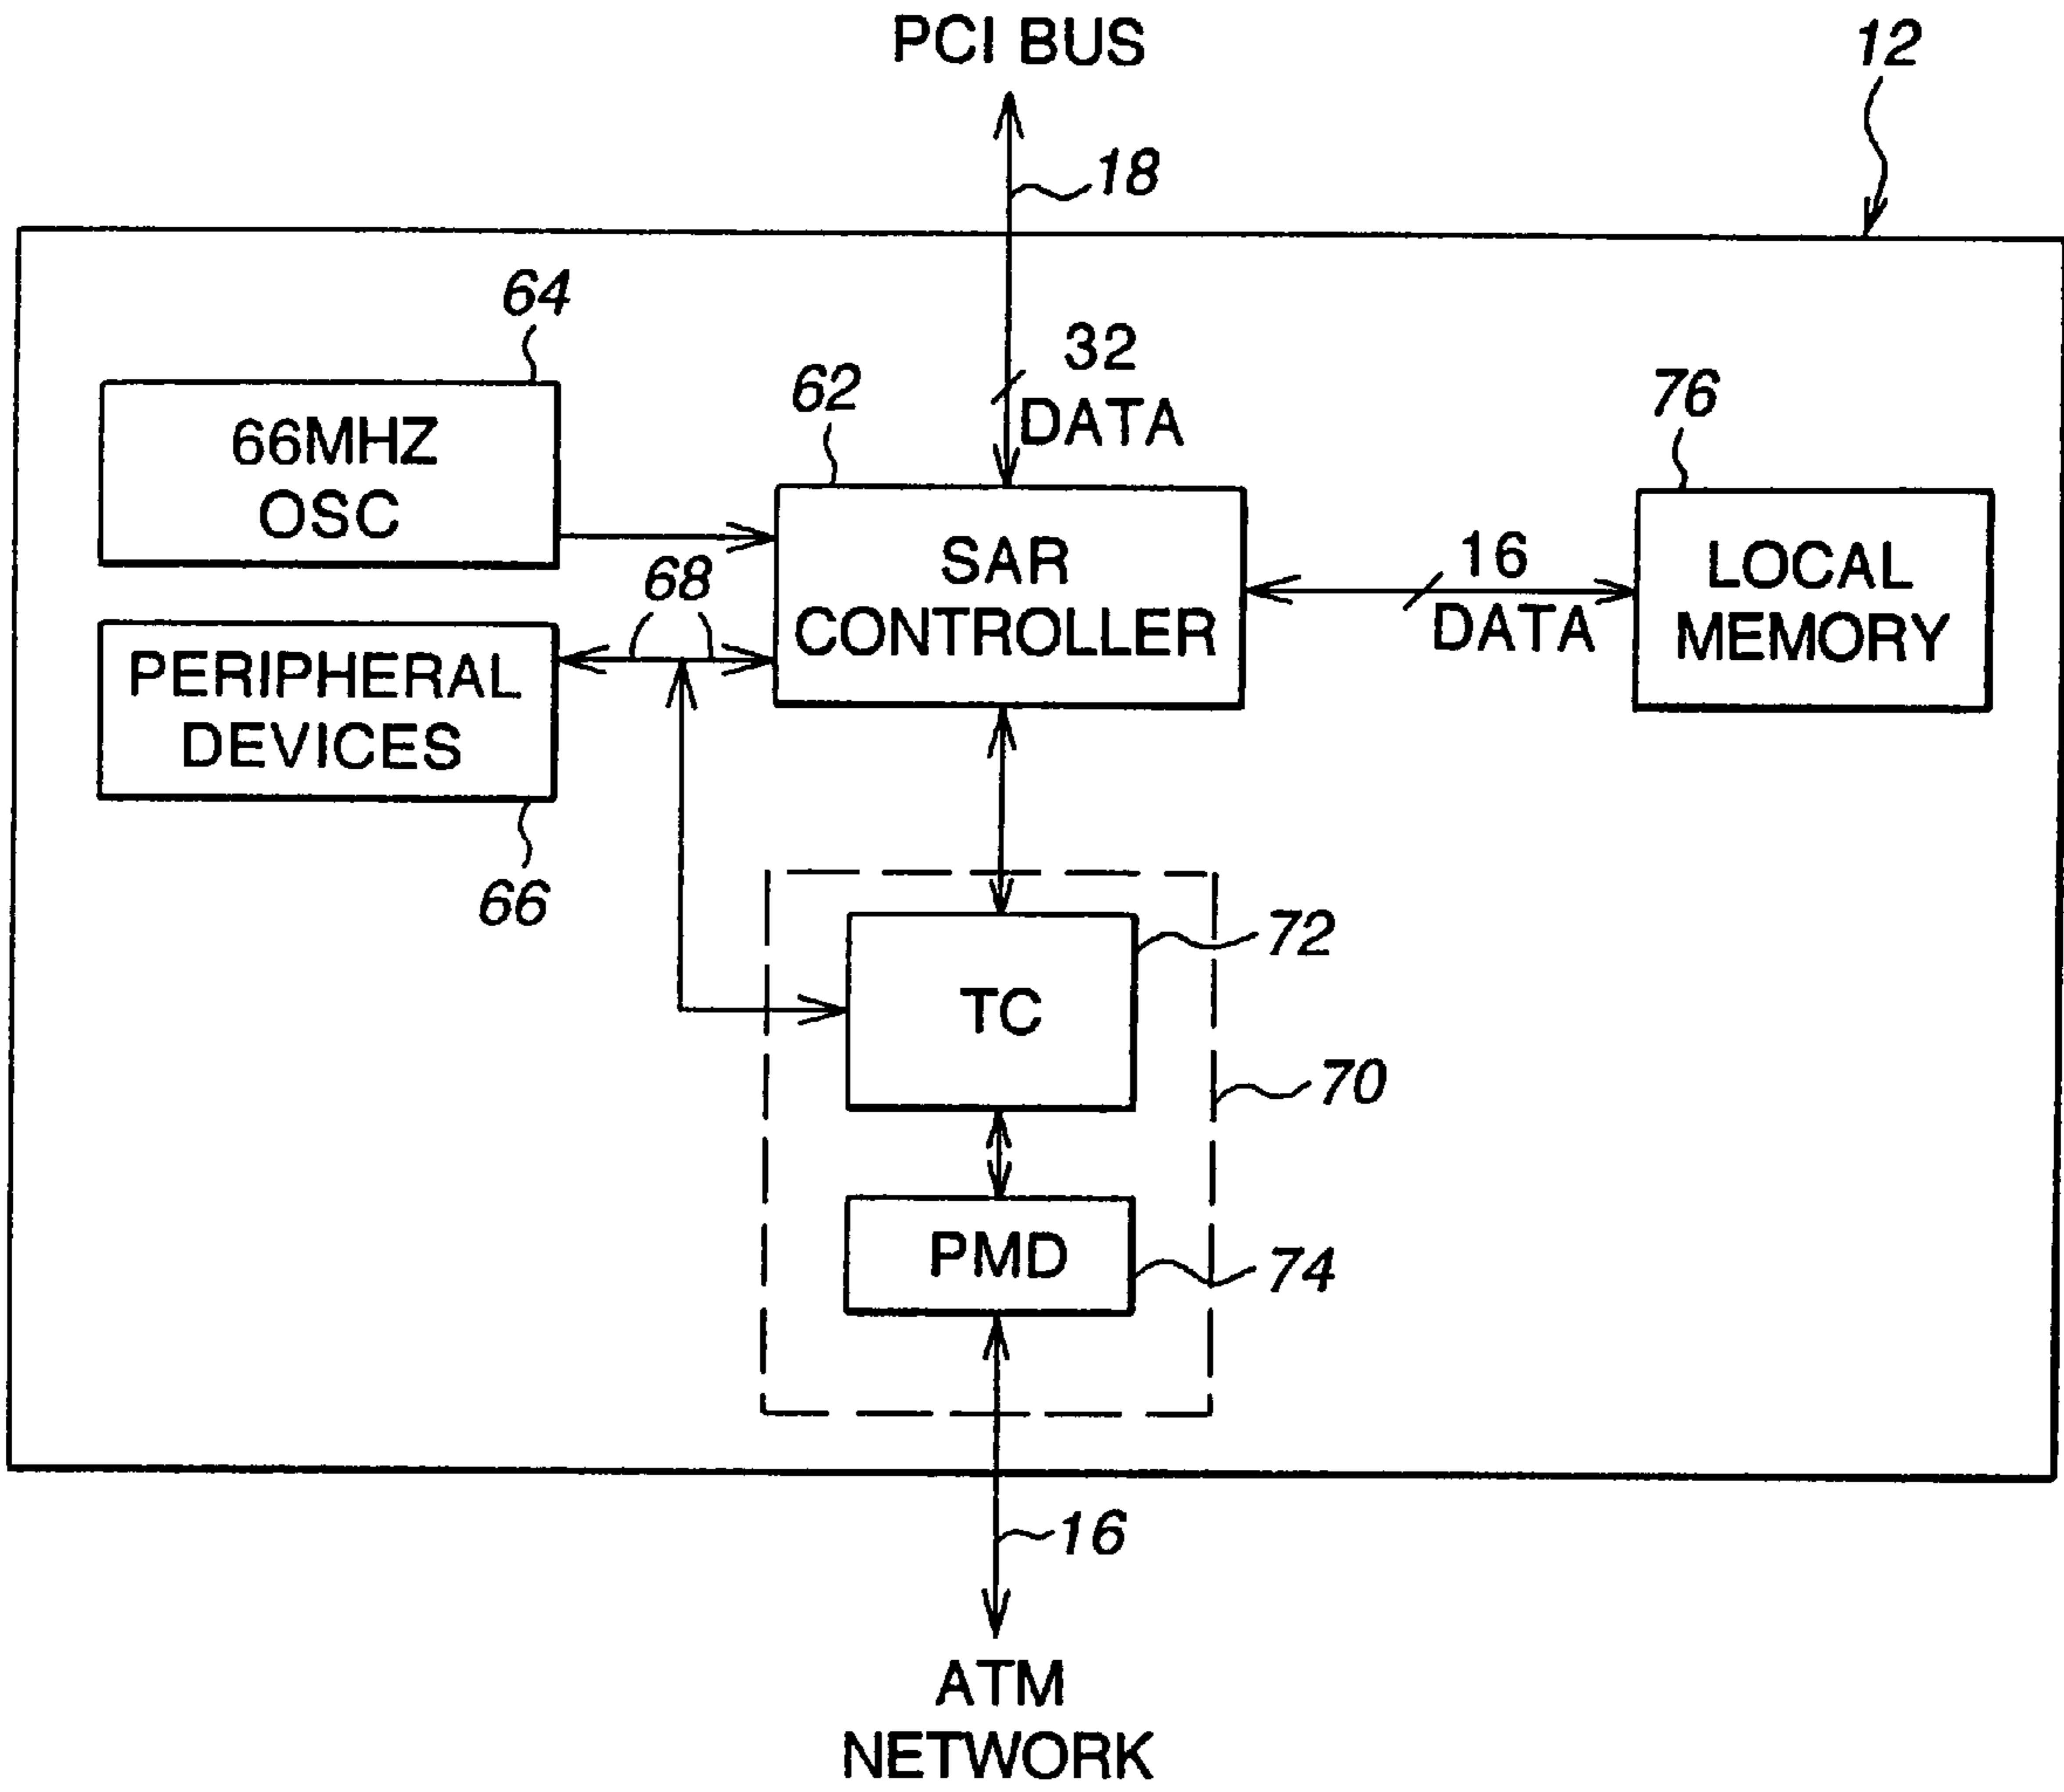 PCI BUS
12
18
64
32
DATA
62
76
66MHZ
OSC
68
SAR
CONTROLLER
16
DATA
LOCAL
MEMORY
PERIPHERAL
DEVICES
66
72
TC
70
PMD
74
16
ATM
NETWORK